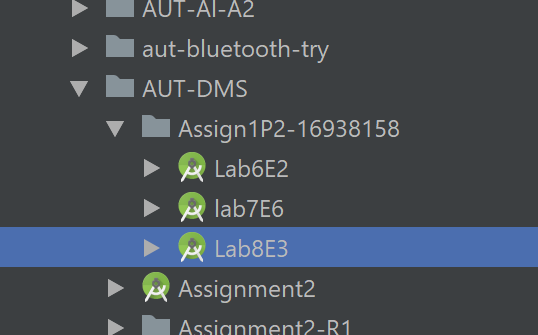 AUT-AI-A2
aut-bluetooth-try
AUT-DMS
Assign1P2-16938158
Lab6E2
lab7E6
Lab8E3
Assignment2
Assignment2-R1